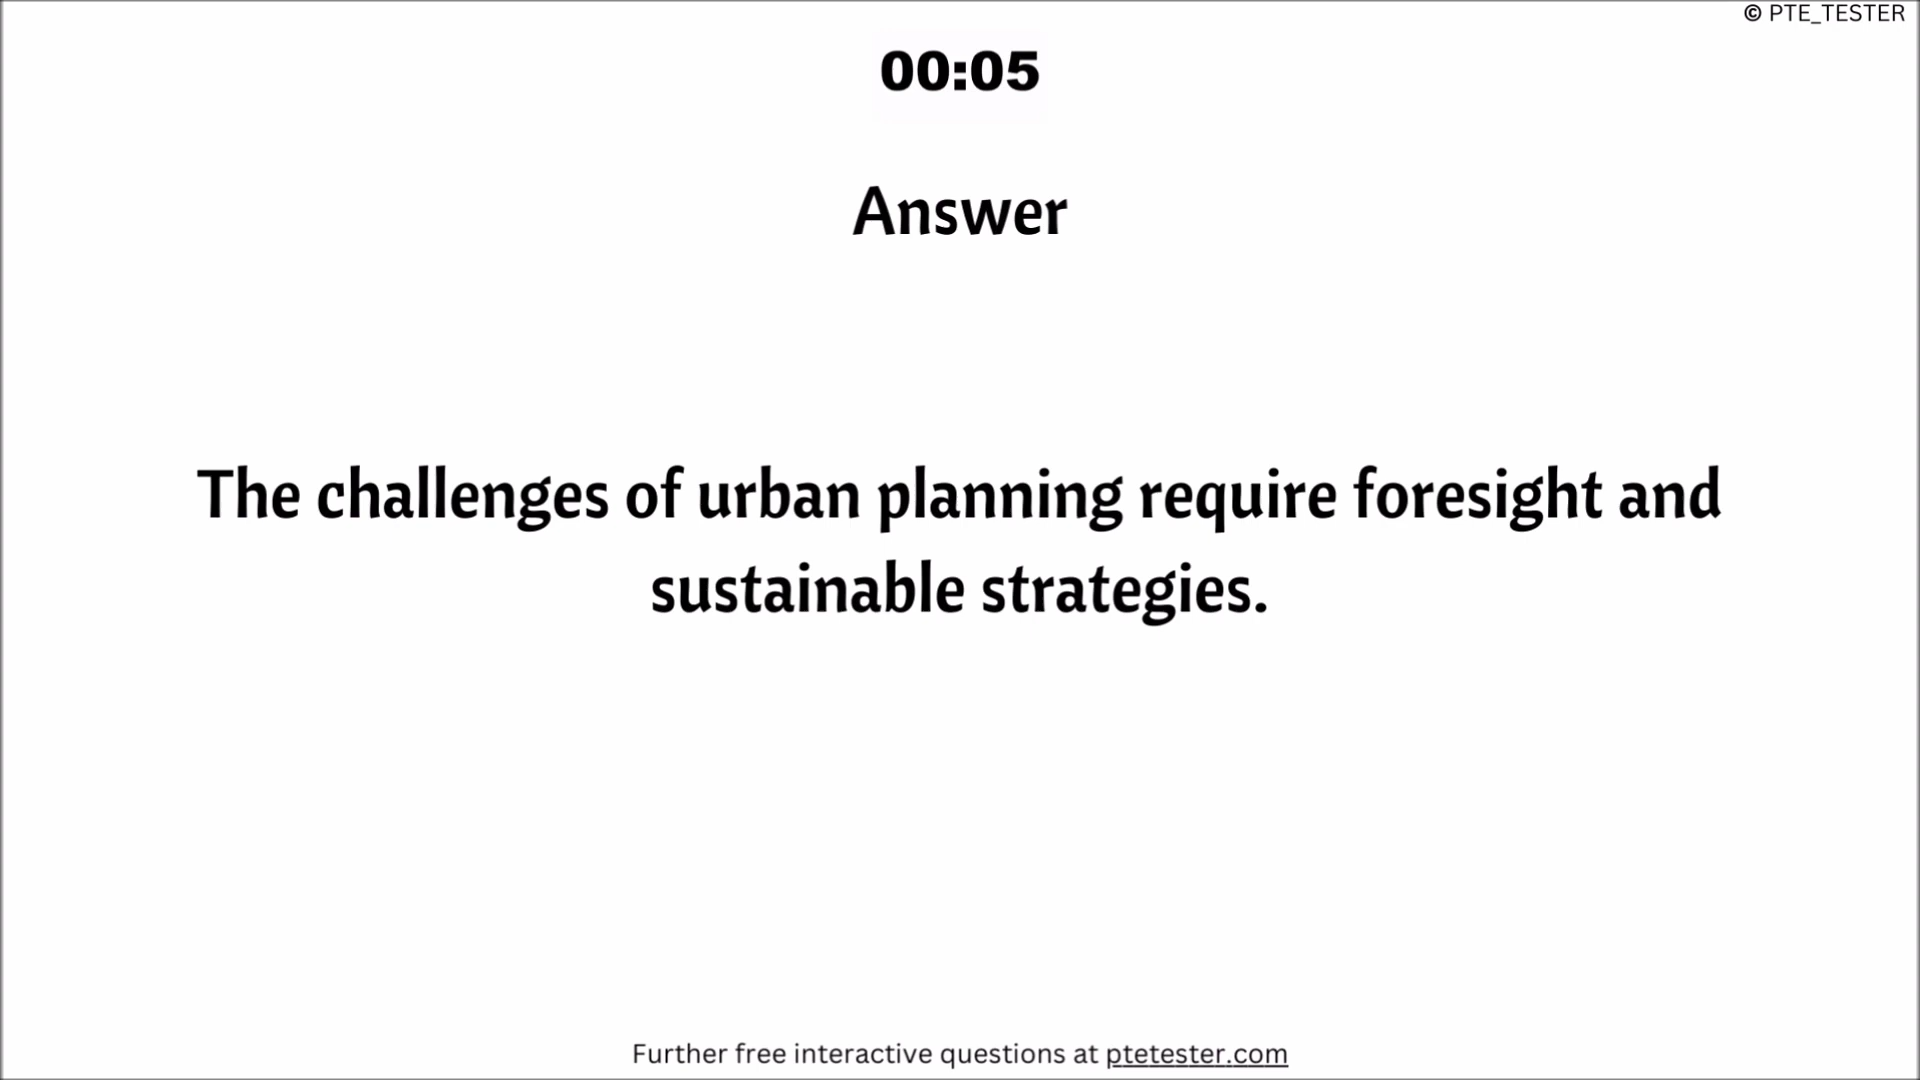 © PTE_TESTER
00:05
Answer
The challenges of urban planning require foresight and
sustainable strategies.
Further free interactive questions at ptetester.com